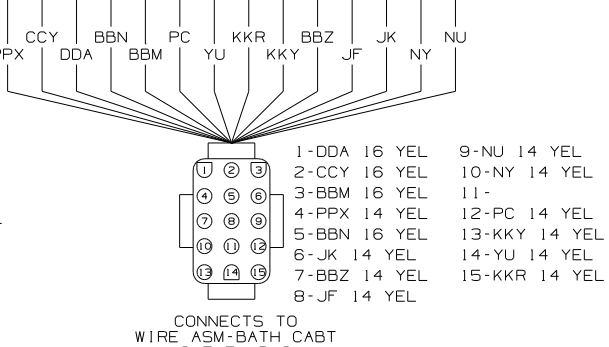 CCY BBN PC KKR BBZ JK NU
PPX DDA BBM YU KKY JF NY
1-DDA 16 YEL 9-NU 14 YEL
2-CCY 16 YEL 10-NY 14 YEL
3-BBM 16 YEL 11-
4-PPX 14 YEL 12-PC 14 YEL
5-BBN 16 YEL 13-KKY 14 YEL
6-JK 14 YEL 14-YU 14 YEL
7-BBZ 14 YEL 15-KKR 14 YEL
8-JF 14 YEL
1 2 3
4 5 6
7 8 9
10 11 12
13 14 15
CONNECTS TO
WIRE ASM-BATH CABT